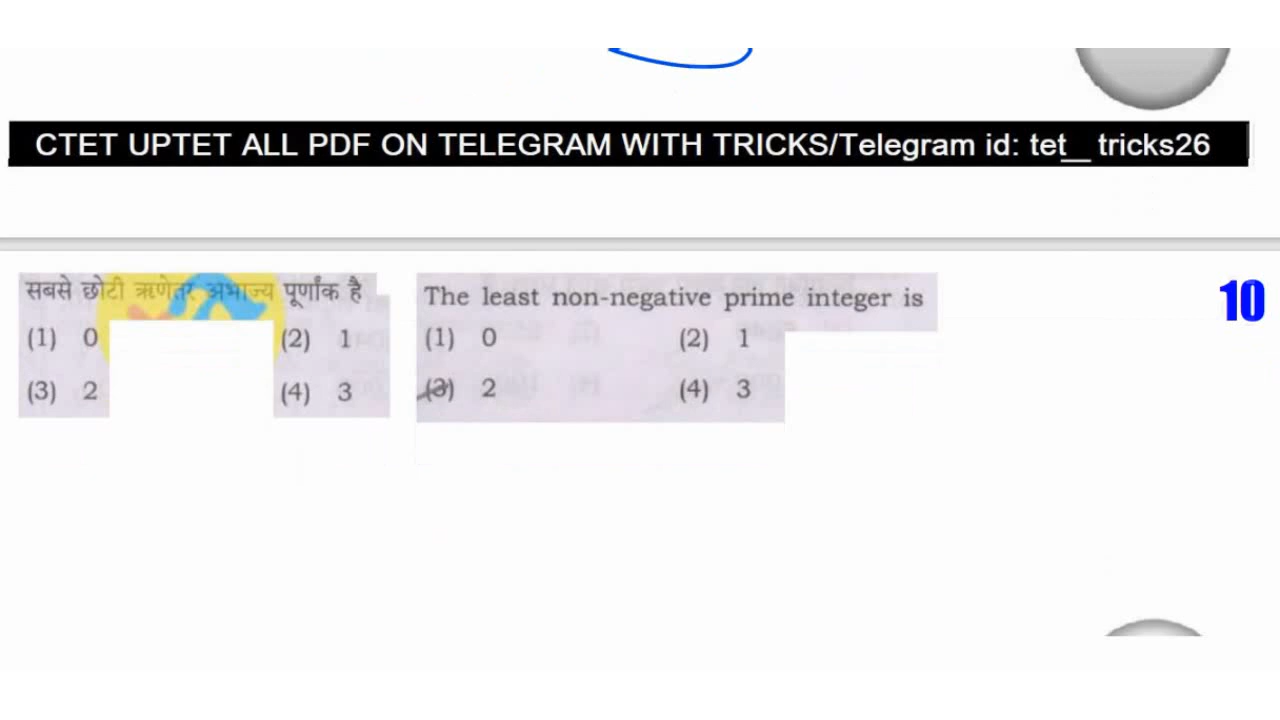 CTET UPTET ALL PDF ON TELEGRAM WITH TRICKS/Telegram id: tet__ tricks26
सबसे छोटी ऋणेतर अभाज्य पूर्णांक है
(1) 0 (2) 1
(3) 2 (4) 3
The least non-negative prime integer is
(1) 0 (2) 1
(3) 2 (4) 3
10